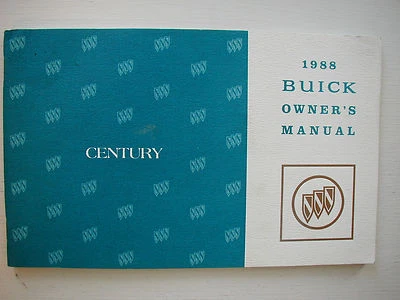 CENTURY
1988
BUICK
OWNER'S
MANUAL